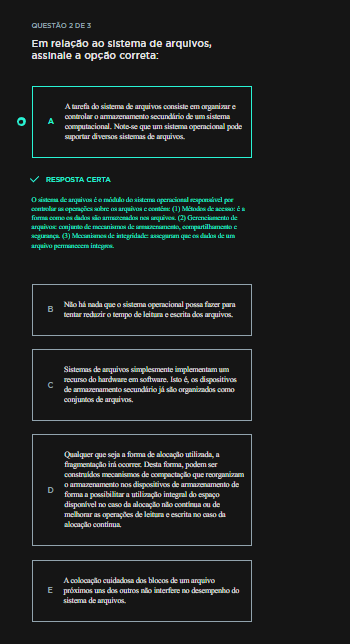 QUESTÃO 2 DE 3
Em relação ao sistema de arquivos,
assinale a opção correta:
A
A tarefa do sistema de arquivos consiste em organizar e
controlar o armazenamento secundário de um sistema
computacional. Note-se que um sistema operacional pode
suportar diversos sistemas de arquivos.
RESPOSTA CERTA
O sistema de arquivos é o módulo do sistema operacional responsável por
controlar as operações sobre os arquivos e contém: (1) Métodos de acesso: é a
forma como os dados são armazenados nos arquivos. (2) Gerenciamento de
arquivos: conjunto de mecanismos de armazenamento, compartilhamento e
segurança. (3) Mecanismos de integridade: asseguram que os dados de um
arquivo permanecem íntegros.
B
Não há nada que o sistema operacional possa fazer para
tentar reduzir o tempo de leitura e escrita dos arquivos.
C
Sistemas de arquivos simplesmente implementam um
recurso do hardware em software. Isto é, os dispositivos
de armazenamento secundário já são organizados como
conjuntos de arquivos.
D
Qualquer que seja a forma de alocação utilizada, a
fragmentação irá ocorrer. Desta forma, podem ser
construídos mecanismos de compactação que reorganizam
o armazenamento nos dispositivos de armazenamento de
forma a possibilitar a utilização integral do espaço
disponível no caso da alocação não contínua ou de
melhorar as operações de leitura e escrita no caso da
alocação contínua.
E
A colocação cuidadosa dos blocos de um arquivo
próximos uns dos outros não interfere no desempenho do
sistema de arquivos.